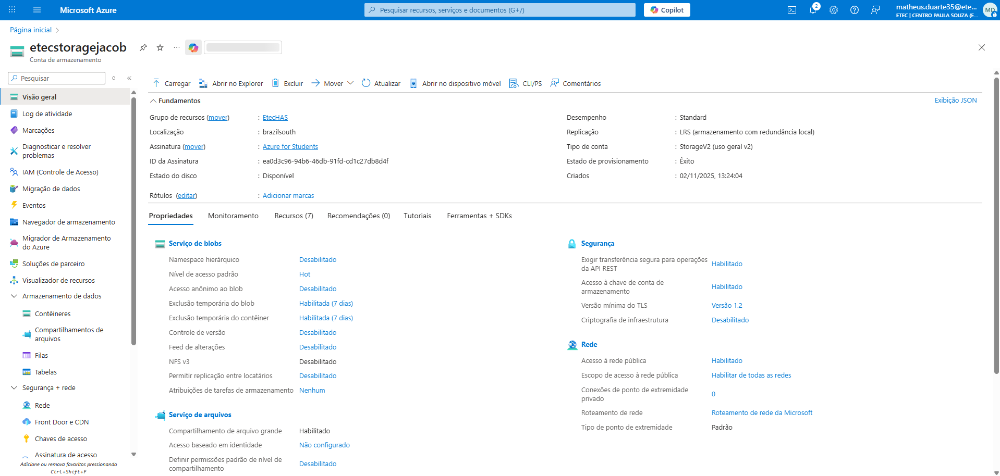 Microsoft Azure
Pesquisar recursos, serviços e documentos (G+/)
Copilot
2
matheus.duarte35@ete...
ETEC | CENTRO PAULA SOUZA (E...
MD
Página inicial
etecstoragejacob
...
Conta de armazenamento
Pesquisar
Visão geral
Log de atividade
Marcações
Diagnosticar e resolver
problemas
IAM (Controle de Acesso)
Migração de dados
Eventos
Navegador de armazenamento
Migrador de Armazenamento
do Azure
Soluções de parceiro
Visualizador de recursos
Armazenamento de dados
Contêineres
Compartilhamentos de
arquivos
Filas
Tabelas
Segurança + rede
Rede
Front Door e CDN
Chaves de acesso
Assinatura de acesso
Adicione ou remova favoritos pressionando
Ctrl+Shift+F
Carregar Abrir no Explorer Excluir Mover Atualizar Abrir no dispositivo móvel CLI/PS Comentários
Fundamentos
Exibição JSON
Grupo de recursos (mover) : EtecHAS
Localização : brazilsouth
Assinatura (mover) : Azure for Students
ID da Assinatura : ea0d3c96-94b6-46db-91fd-cd1c27db8d4f
Estado do disco : Disponível
Rótulos (editar) : Adicionar marcas
Desempenho : Standard
Replicação : LRS (armazenamento com redundância local)
Tipo de conta : StorageV2 (uso geral v2)
Estado de provisionamento : Êxito
Criados : 02/11/2025, 13:24:04
Propriedades Monitoramento Recursos (7) Recomendações (0) Tutoriais Ferramentas + SDKs
Serviço de blobs
Namespace hierárquico Desabilitado
Nível de acesso padrão Hot
Acesso anônimo ao blob Desabilitado
Exclusão temporária do blob Habilitada (7 dias)
Exclusão temporária do contêiner Habilitada (7 dias)
Controle de versão Desabilitado
Feed de alterações Desabilitado
NFS v3 Desabilitado
Permitir replicação entre locatários Desabilitado
Atribuições de tarefas de armazenamento Nenhum
Serviço de arquivos
Compartilhamento de arquivo grande Habilitado
Acesso baseado em identidade Não configurado
Definir permissões padrão de nível de
compartilhamento Desabilitado
Segurança
Exigir transferência segura para operações
da API REST Habilitado
Acesso à chave de conta de
armazenamento Habilitado
Versão mínima do TLS Versão 1.2
Criptografia de infraestrutura Desabilitado
Rede
Acesso à rede pública Habilitado
Escopo de acesso à rede pública Habilitar de todas as redes
Conexões de ponto de extremidade
privado 0
Roteamento de rede Roteamento de rede da Microsoft
Tipo de ponto de extremidade Padrão